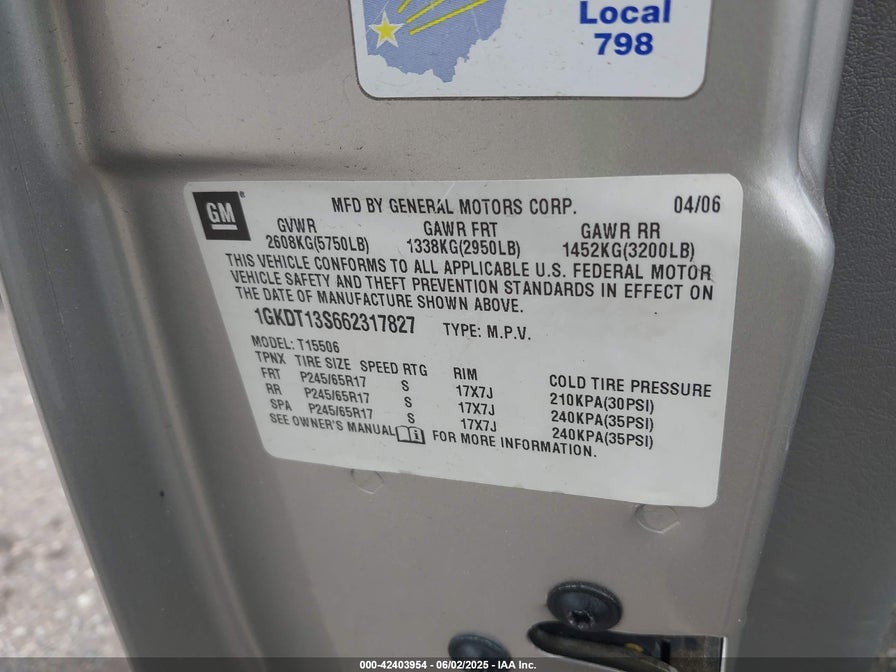 Local
798
GM
MFD BY GENERAL MOTORS CORP. 04/06
GVWR GAWR FRT GAWR RR
2608KG(5750LB) 1338KG(2950LB) 1452KG(3200LB)
THIS VEHICLE CONFORMS TO ALL APPLICABLE U.S. FEDERAL MOTOR
VEHICLE SAFETY AND THEFT PREVENTION STANDARDS IN EFFECT ON
THE DATE OF MANUFACTURE SHOWN ABOVE.
1GKDT13S662317827 TYPE: M.P.V.
MODEL: T15506
TPNX TIRE SIZE SPEED RTG RIM COLD TIRE PRESSURE
FRT P245/65R17 S 17X7J 210KPA(30PSI)
RR P245/65R17 S 17X7J 240KPA(35PSI)
SPA P245/65R17 S 17X7J 240KPA(35PSI)
SEE OWNER'S MANUAL FOR MORE INFORMATION.
000-42403954 - 06/02/2025 - IAA Inc.